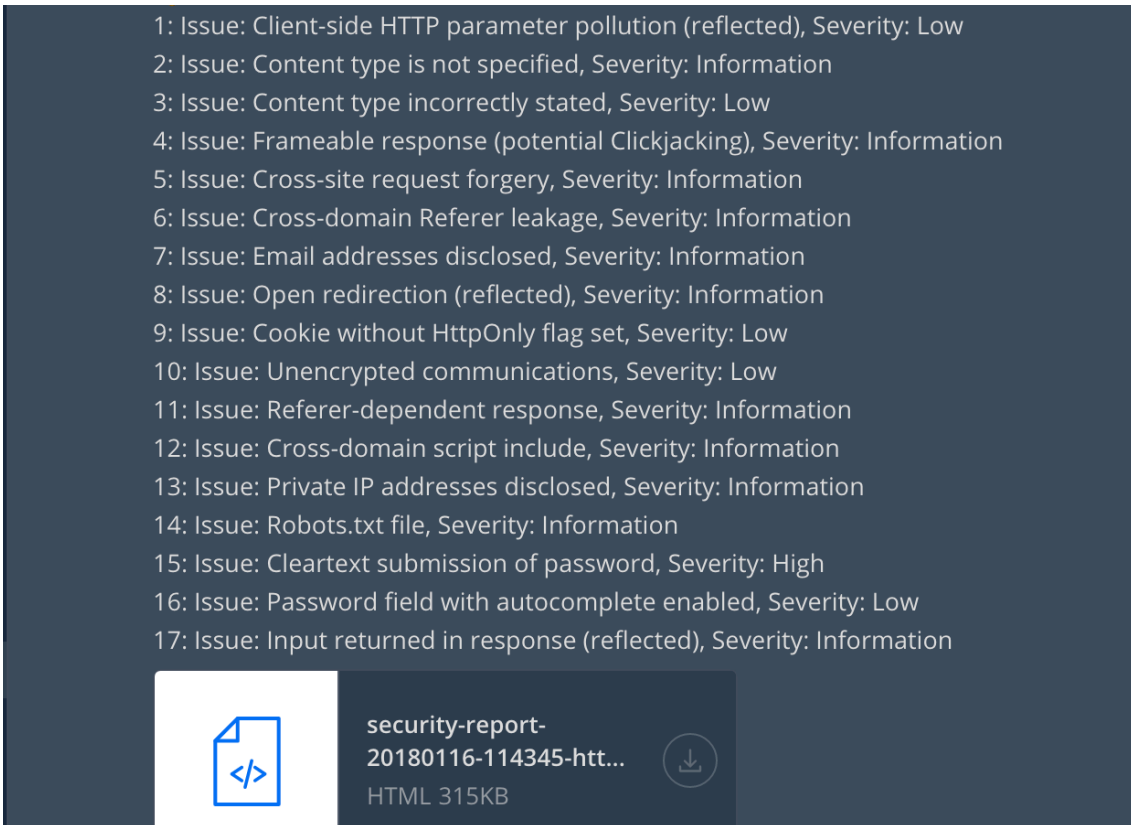 1: Issue: Client-side HTTP parameter pollution (reflected), Severity: Low
2: Issue: Content type is not specified, Severity: Information
3: Issue: Content type incorrectly stated, Severity: Low
4: Issue: Frameable response (potential Clickjacking), Severity: Information
5: Issue: Cross-site request forgery, Severity: Information
6: Issue: Cross-domain Referer leakage, Severity: Information
7: Issue: Email addresses disclosed, Severity: Information
8: Issue: Open redirection (reflected), Severity: Information
9: Issue: Cookie without HttpOnly flag set, Severity: Low
10: Issue: Unencrypted communications, Severity: Low
11: Issue: Referer-dependent response, Severity: Information
12: Issue: Cross-domain script include, Severity: Information
13: Issue: Private IP addresses disclosed, Severity: Information
14: Issue: Robots.txt file, Severity: Information
15: Issue: Cleartext submission of password, Severity: High
16: Issue: Password field with autocomplete enabled, Severity: Low
17: Issue: Input returned in response (reflected), Severity: Information
security-report-
20180116-114345-htt...
</>
HTML 315KB